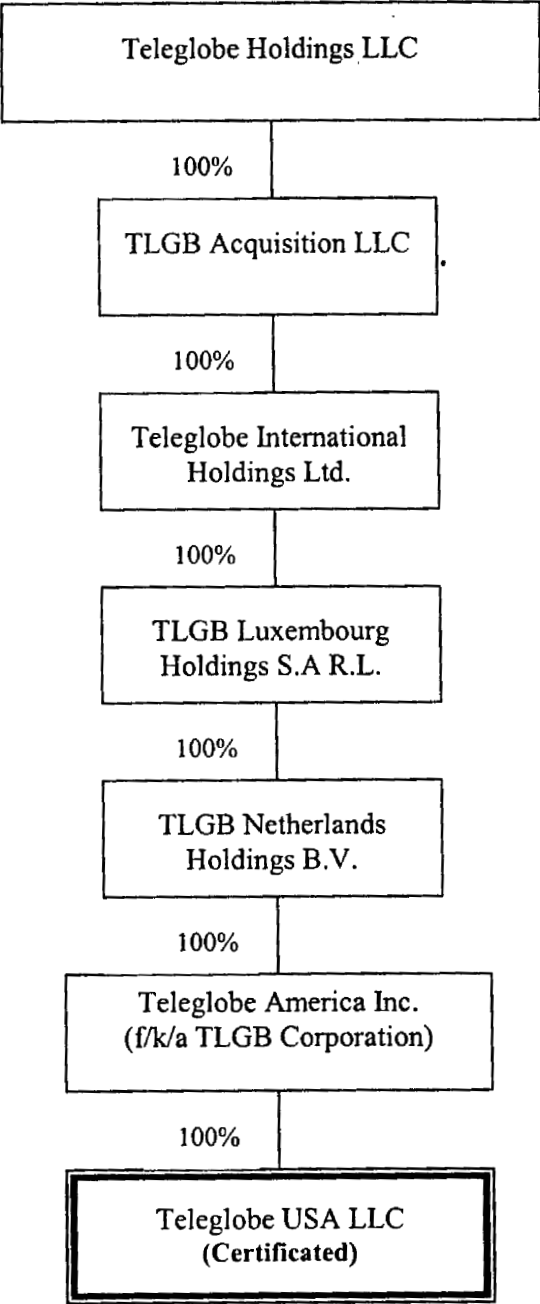 Teleglobe Holdings LLC
100%
TLGB Acquisition LLC
100%
Teleglobe International
Holdings Ltd.
100%
TLGB Luxembourg
Holdings S.A R.L.
100%
TLGB Netherlands
Holdings B.V.
100%
Teleglobe America Inc.
(f/k/a TLGB Corporation)
100%
Teleglobe USA LLC
(Certificated)